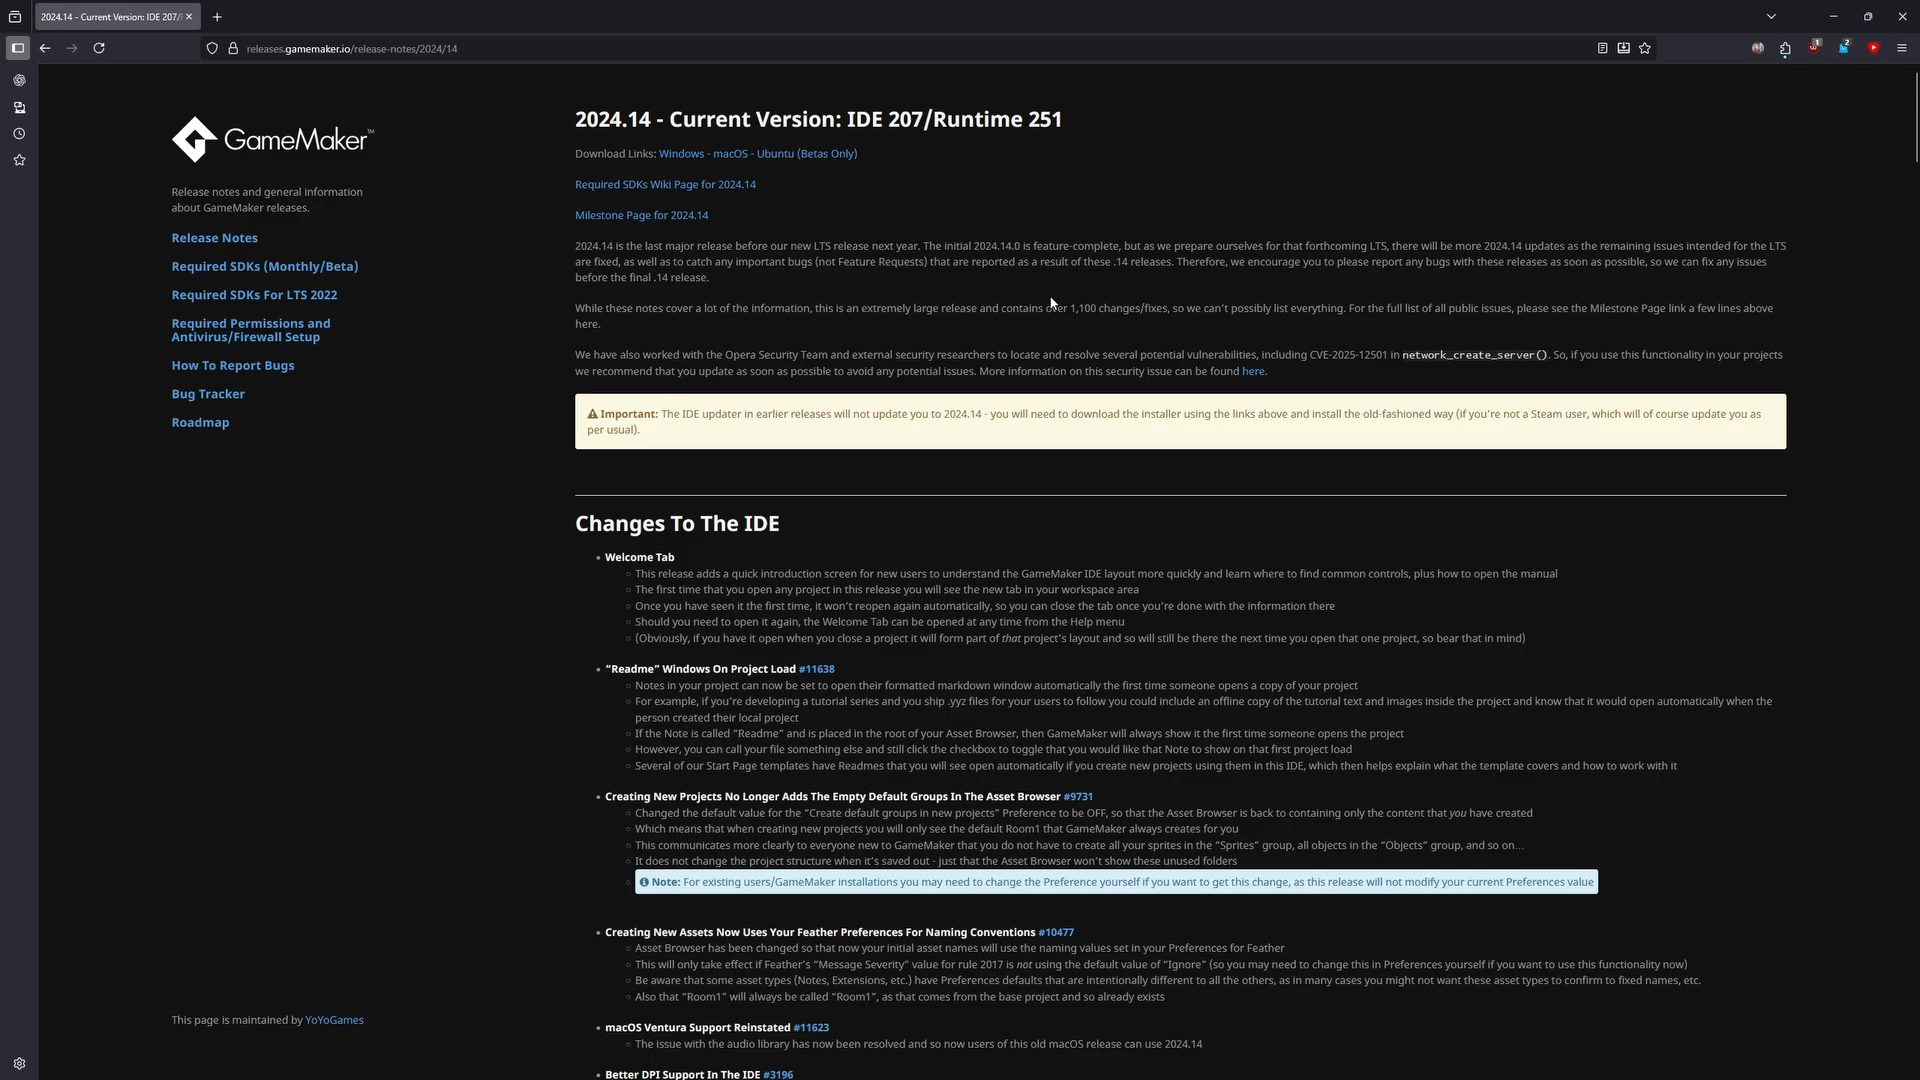 2024.14 - Current Version: IDE 207/
releases.gamemaker.io/release-notes/2024/14
1
2
GameMaker™
Release notes and general information
about GameMaker releases.
Release Notes
Required SDKs (Monthly/Beta)
Required SDKs For LTS 2022
Required Permissions and
Antivirus/Firewall Setup
How To Report Bugs
Bug Tracker
Roadmap
This page is maintained by YoYoGames
2024.14 - Current Version: IDE 207/Runtime 251
Download Links: Windows - macOS - Ubuntu (Betas Only)
Required SDKs Wiki Page for 2024.14
Milestone Page for 2024.14
2024.14 is the last major release before our new LTS release next year. The initial 2024.14.0 is feature-complete, but as we prepare ourselves for that forthcoming LTS, there will be more 2024.14 updates as the remaining issues intended for the LTS
are fixed, as well as to catch any important bugs (not Feature Requests) that are reported as a result of these .14 releases. Therefore, we encourage you to please report any bugs with these releases as soon as possible, so we can fix any issues
before the final .14 release.
While these notes cover a lot of the information, this is an extremely large release and contains over 1,100 changes/fixes, so we can't possibly list everything. For the full list of all public issues, please see the Milestone Page link a few lines above
here.
We have also worked with the Opera Security Team and external security researchers to locate and resolve several potential vulnerabilities, including CVE-2025-12501 in network_create_server(). So, if you use this functionality in your projects
we recommend that you update as soon as possible to avoid any potential issues. More information on this security issue can be found here.
Important: The IDE updater in earlier releases will not update you to 2024.14 - you will need to download the installer using the links above and install the old-fashioned way (if you're not a Steam user, which will of course update you as
per usual).
Changes To The IDE
Welcome Tab
This release adds a quick introduction screen for new users to understand the GameMaker IDE layout more quickly and learn where to find common controls, plus how to open the manual
The first time that you open any project in this release you will see the new tab in your workspace area
Once you have seen it the first time, it won't reopen again automatically, so you can close the tab once you're done with the information there
Should you need to open it again, the Welcome Tab can be opened at any time from the Help menu
(Obviously, if you have it open when you close a project it will form part of that project's layout and so will still be there the next time you open that one project, so bear that in mind)
"Readme" Windows On Project Load #11638
Notes in your project can now be set to open their formatted markdown window automatically the first time someone opens a copy of your project
For example, if you're developing a tutorial series and you ship .yyz files for your users to follow you could include an offline copy of the tutorial text and images inside the project and know that it would open automatically when the
person created their local project
If the Note is called "Readme" and is placed in the root of your Asset Browser, then GameMaker will always show it the first time someone opens the project
However, you can call your file something else and still click the checkbox to toggle that you would like that Note to show on that first project load
Several of our Start Page templates have Readmes that you will see open automatically if you create new projects using them in this IDE, which then helps explain what the template covers and how to work with it
Creating New Projects No Longer Adds The Empty Default Groups In The Asset Browser #9731
Changed the default value for the "Create default groups in new projects" Preference to be OFF, so that the Asset Browser is back to containing only the content that you have created
Which means that when creating new projects you will only see the default Room1 that GameMaker always creates for you
This communicates more clearly to everyone new to GameMaker that you do not have to create all your sprites in the "Sprites" group, all objects in the "Objects" group, and so on...
It does not change the project structure when it's saved out - just that the Asset Browser won't show these unused folders
Note: For existing users/GameMaker installations you may need to change the Preference yourself if you want to get this change, as this release will not modify your current Preferences value
Creating New Assets Now Uses Your Feather Preferences For Naming Conventions #10477
Asset Browser has been changed so that now your initial asset names will use the naming values set in your Preferences for Feather
This will only take effect if Feather's "Message Severity" value for rule 2017 is not using the default value of "Ignore" (so you may need to change this in Preferences yourself if you want to use this functionality now)
Be aware that some asset types (Notes, Extensions, etc.) have Preferences defaults that are intentionally different to all the others, as in many cases you might not want these asset types to confirm to fixed names, etc.
Also that "Room1" will always be called "Room1", as that comes from the base project and so already exists
macOS Ventura Support Reinstated #11623
The issue with the audio library has now been resolved and so now users of this old macOS release can use 2024.14
Better DPI Support In The IDE #3196